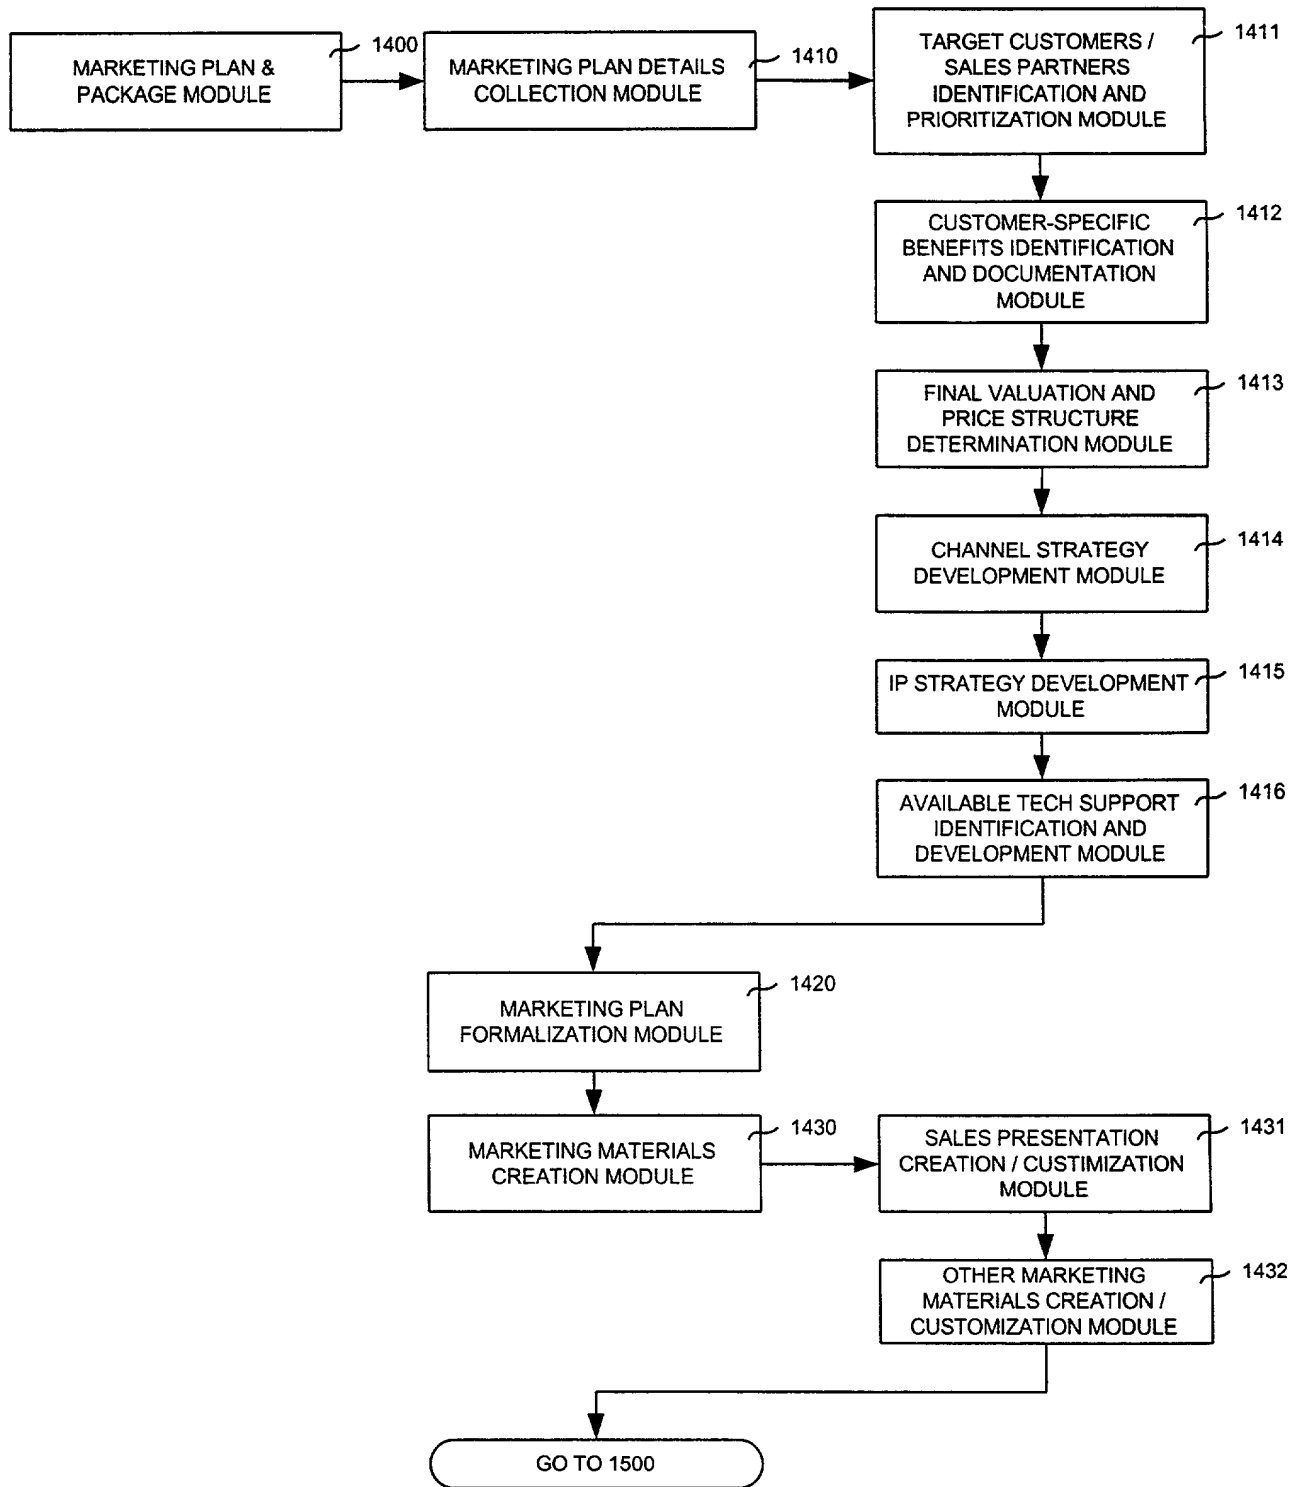 MARKETING PLAN &
PACKAGE MODULE
1400
MARKETING PLAN DETAILS
COLLECTION MODULE
1410
TARGET CUSTOMERS /
SALES PARTNERS
IDENTIFICATION AND
PRIORITIZATION MODULE
1411
CUSTOMER-SPECIFIC
BENEFITS IDENTIFICATION
AND DOCUMENTATION
MODULE
1412
FINAL VALUATION AND
PRICE STRUCTURE
DETERMINATION MODULE
1413
CHANNEL STRATEGY
DEVELOPMENT MODULE
1414
IP STRATEGY DEVELOPMENT
MODULE
1415
AVAILABLE TECH SUPPORT
IDENTIFICATION AND
DEVELOPMENT MODULE
1416
MARKETING PLAN
FORMALIZATION MODULE
1420
MARKETING MATERIALS
CREATION MODULE
1430
SALES PRESENTATION
CREATION / CUSTIMIZATION
MODULE
1431
OTHER MARKETING
MATERIALS CREATION /
CUSTOMIZATION MODULE
1432
GO TO 1500